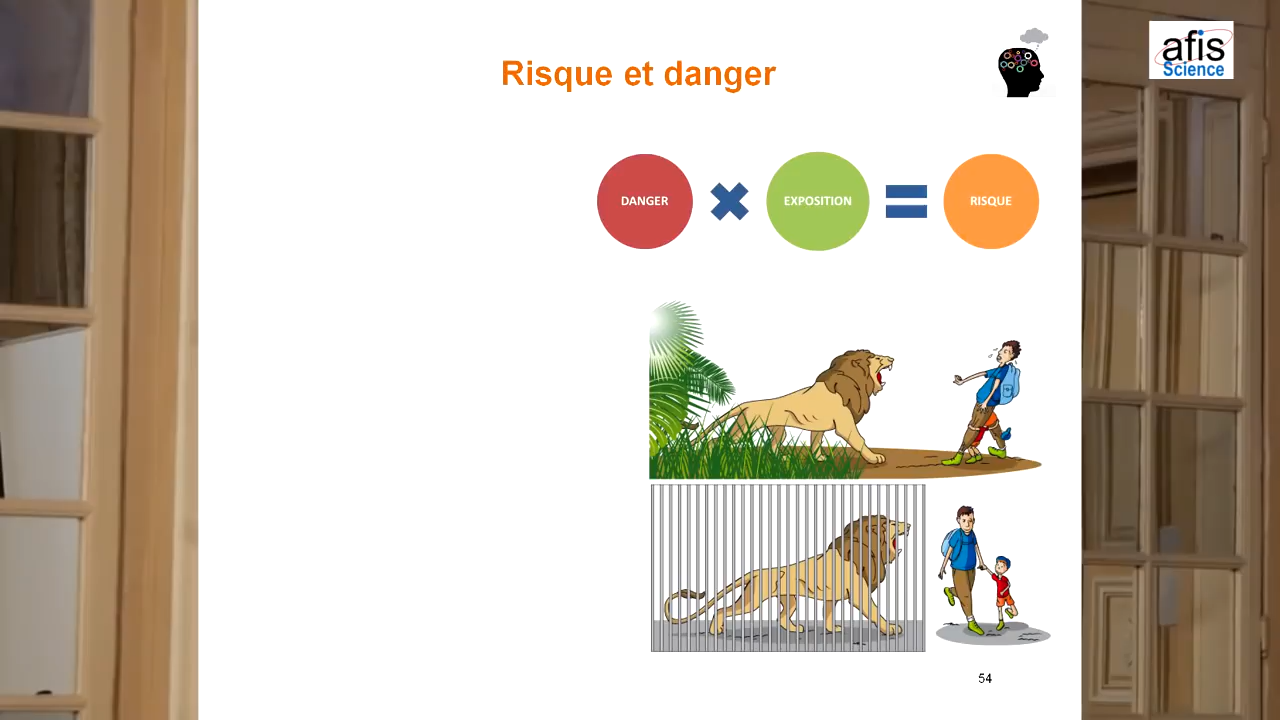 afis
Science
Risque et danger
DANGER
EXPOSITION
RISQUE
54